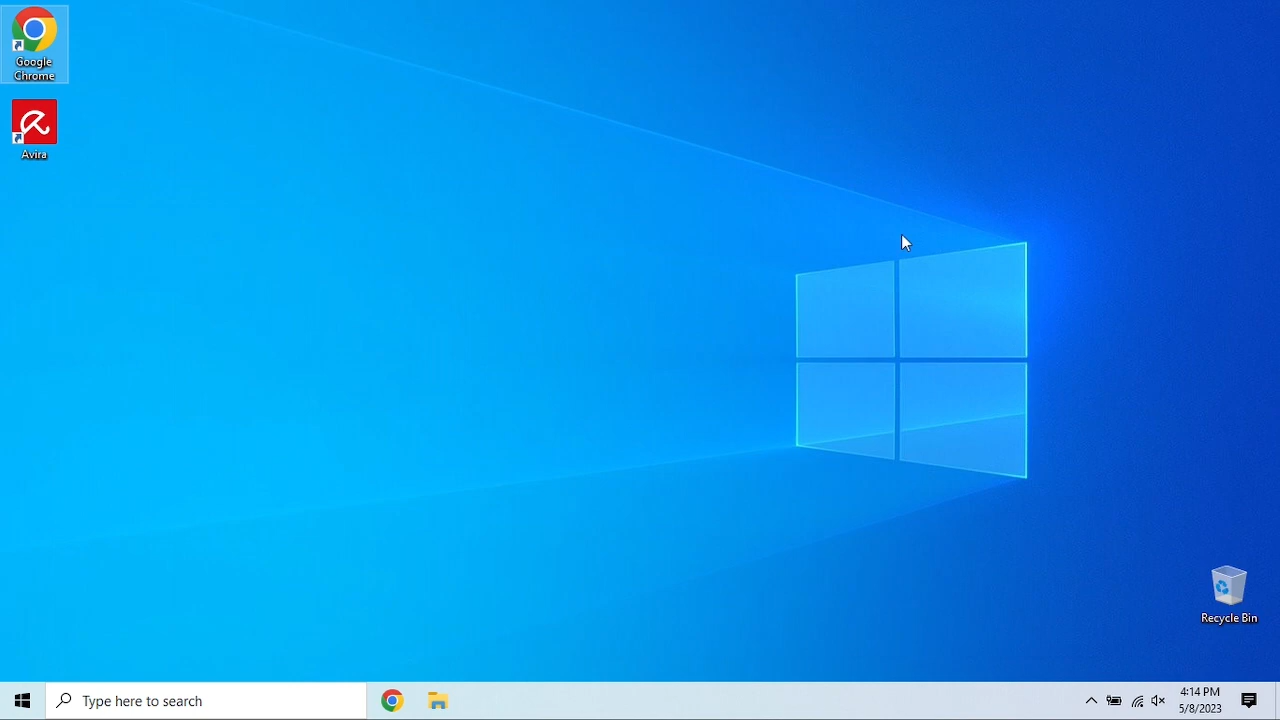 Google
Chrome
Avira
Recycle Bin
Type here to search
4:14 PM
5/8/2023